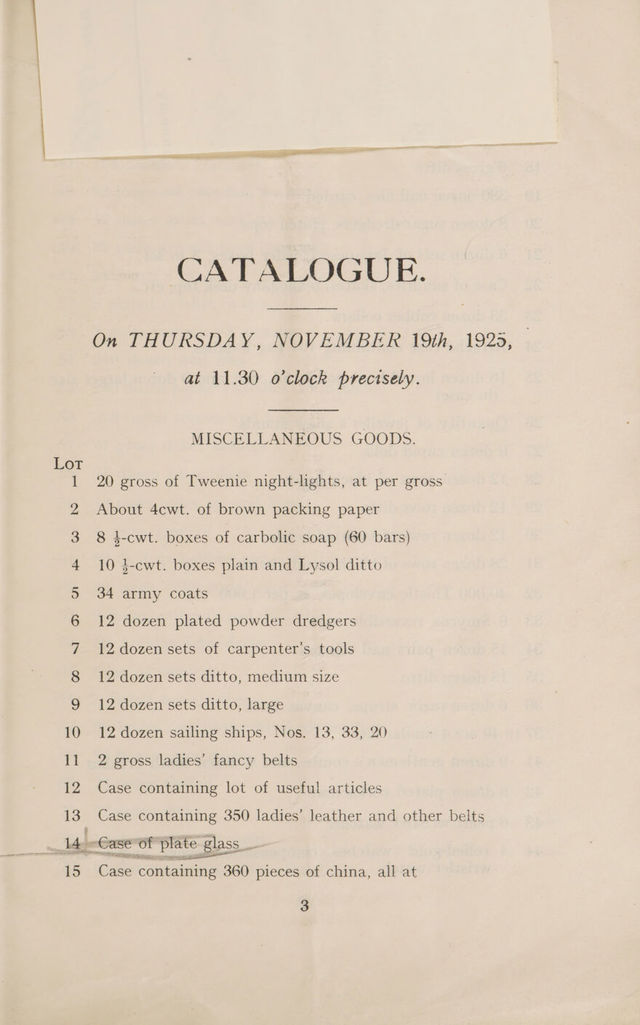 CATALOGUE.
On THURSDAY, NOVEMBER 19th, 1925,
at 11.30 o'clock precisely.
MISCELLANEOUS GOODS.
LOT
1 20 gross of Tweenie night-lights, at per gross
2 About 4cwt. of brown packing paper
3 8 ¼-cwt. boxes of carbolic soap (60 bars)
4 10 ¼-cwt. boxes plain and Lysol ditto
5 34 army coats
6 12 dozen plated powder dredgers
7 12 dozen sets of carpenter's tools
8 12 dozen sets ditto, medium size
9 12 dozen sets ditto, large
10 12 dozen sailing ships, Nos. 13, 33, 20
11 2 gross ladies' fancy belts
12 Case containing lot of useful articles
13 Case containing 350 ladies' leather and other belts
14 Case of plate glass
15 Case containing 360 pieces of china, all at
3